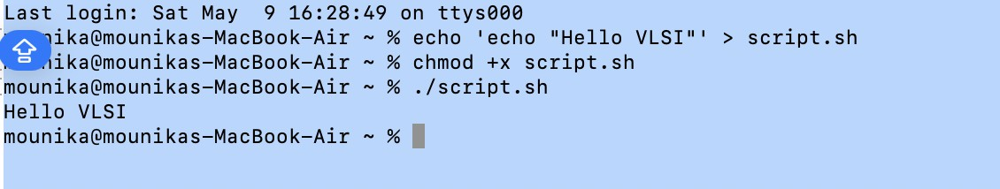 Last login: Sat May  9 16:28:49 on ttys000
nika@mounikas-MacBook-Air ~ % echo 'echo "Hello VLSI"' > script.sh
nika@mounikas-MacBook-Air ~ % chmod +x script.sh
mounika@mounikas-MacBook-Air ~ % ./script.sh
Hello VLSI
mounika@mounikas-MacBook-Air ~ %